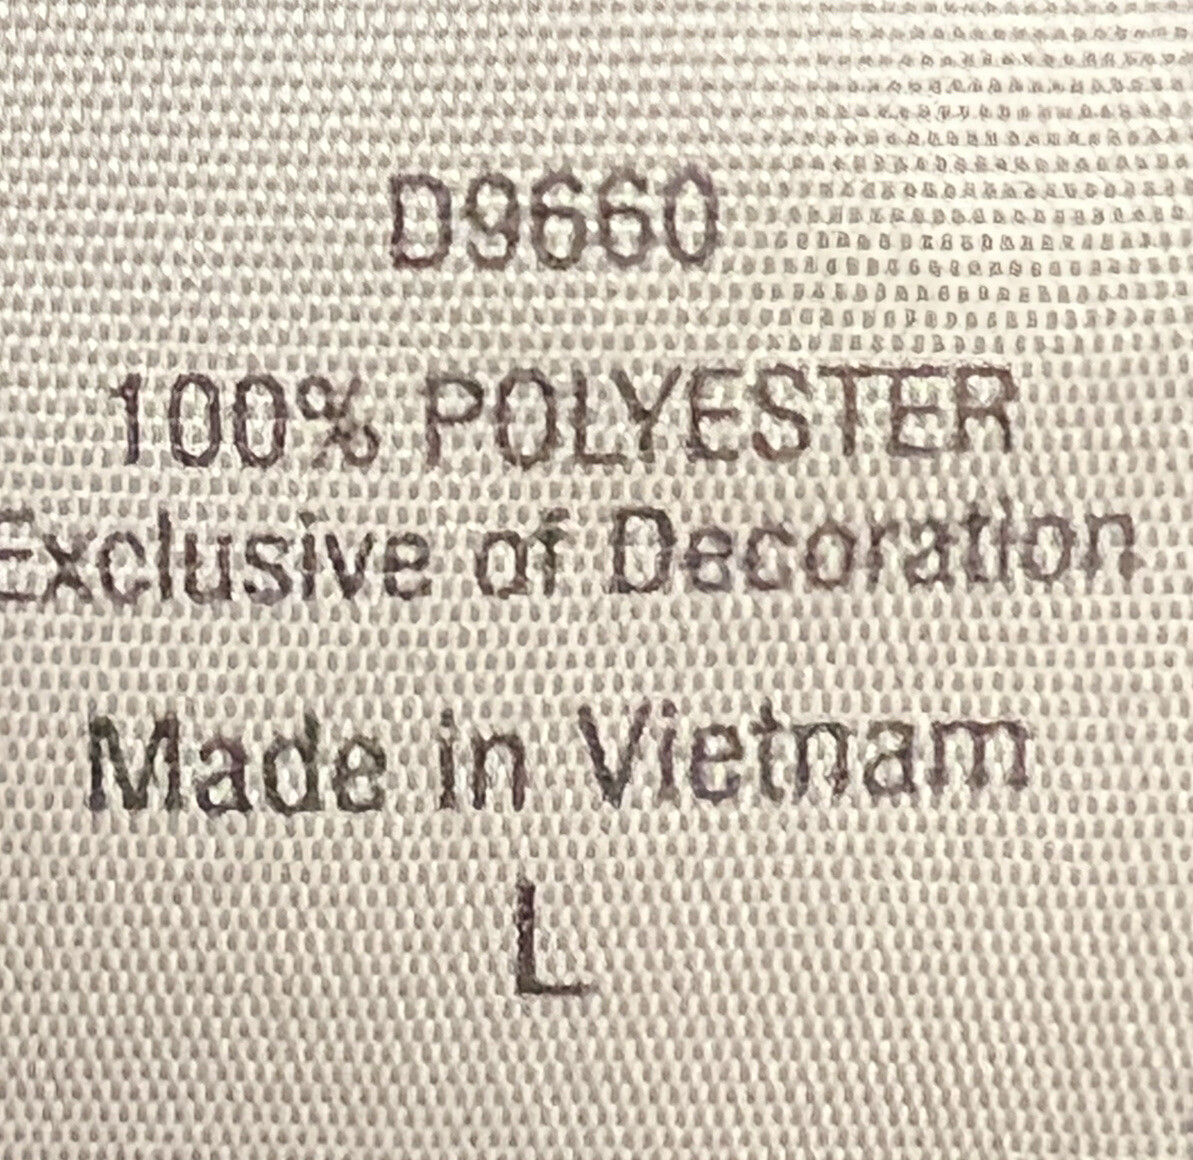 D9660
100% POLYESTER
Exclusive of Decoration
Made in Vietnam
L